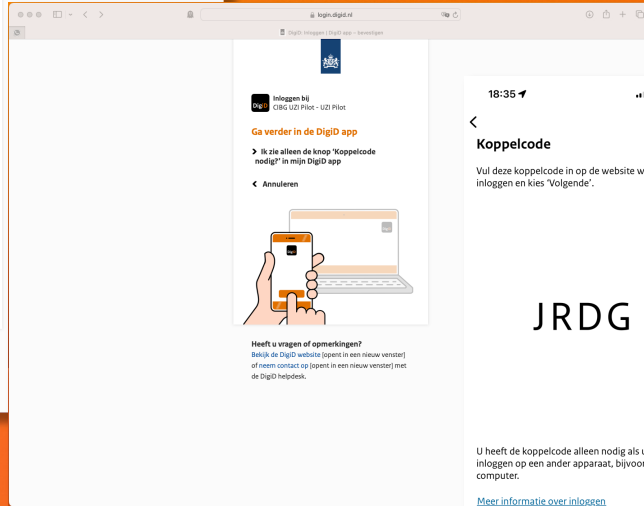 login.digid.nl
DigiD: Inloggen | DigiD app - bevestigen
DigiD
Inloggen bij
CIBG UZI Pilot - UZI Pilot
Ga verder in de DigiD app
Ik zie alleen de knop ‘Koppelcode
nodig?’ in mijn DigiD app
Annuleren
Heeft u vragen of opmerkingen?
Bekijk de DigiD website [opent in een nieuw venster]
of neem contact op [opent in een nieuw venster] met
de DigiD helpdesk.
18:35
Koppelcode
Vul deze koppelcode in op de website
inloggen en kies ‘Volgende’.
JRDG
U heeft de koppelcode alleen nodig als
inloggen op een ander apparaat,
computer.
Meer informatie over inloggen